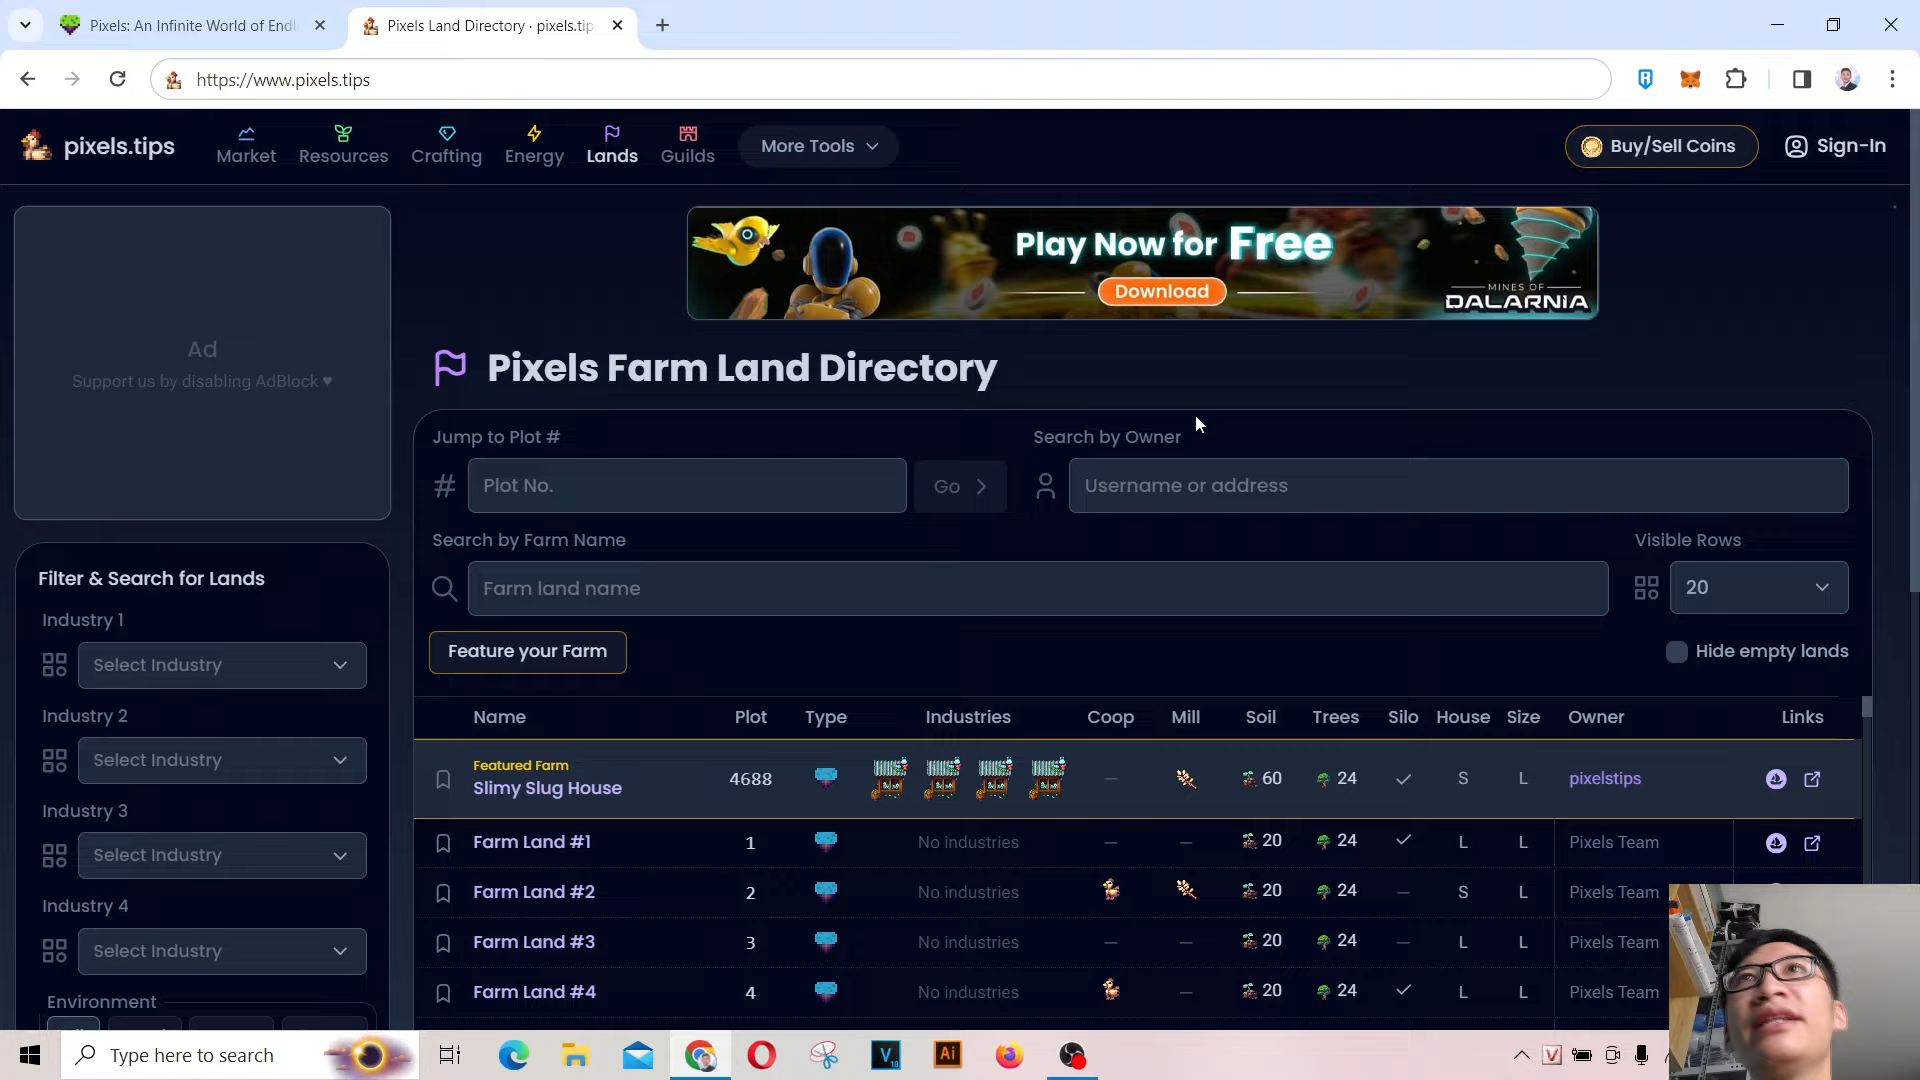 Pixels: An Infinite World of Endl
Pixels Land Directory · pixels.tip
https://www.pixels.tips
pixels.tips
Market
Resources
Crafting
Energy
Lands
Guilds
More Tools
Buy/Sell Coins
Sign-In
Ad
Support us by disabling AdBlock ♥
Play Now for Free
Download
MINES OF
DALARNIA
Pixels Farm Land Directory
Jump to Plot #
Search by Owner
Plot No.
Go
Username or address
Search by Farm Name
Visible Rows
Farm land name
20
Feature your Farm
Hide empty lands
Filter & Search for Lands
Industry 1
Select Industry
Industry 2
Select Industry
Industry 3
Select Industry
Industry 4
Select Industry
Environment
Name Plot Type Industries Coop Mill Soil Trees Silo House Size Owner Links
Featured Farm
Slimy Slug House 4688 — 60 24 ✓ S L pixelstips
Farm Land #1 1 No industries — — 20 24 ✓ L L Pixels Team
Farm Land #2 2 No industries 20 24 — S L Pixels Team
Farm Land #3 3 No industries — — 20 24 — L L Pixels Team
Farm Land #4 4 No industries — 20 24 ✓ L L Pixels Team
Type here to search